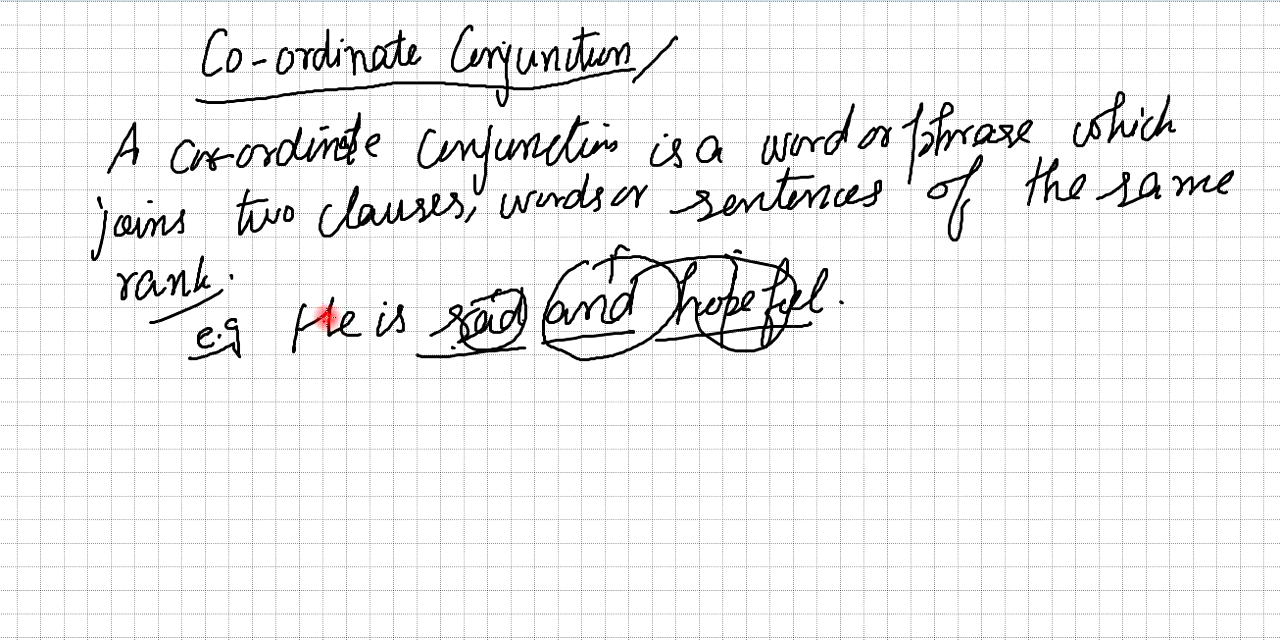 Co-ordinate Conjunction
A co-ordinate conjunction is a word or phrase which
joins two clauses, words or sentences of the same
rank.
e.g He is sad and hopeful.